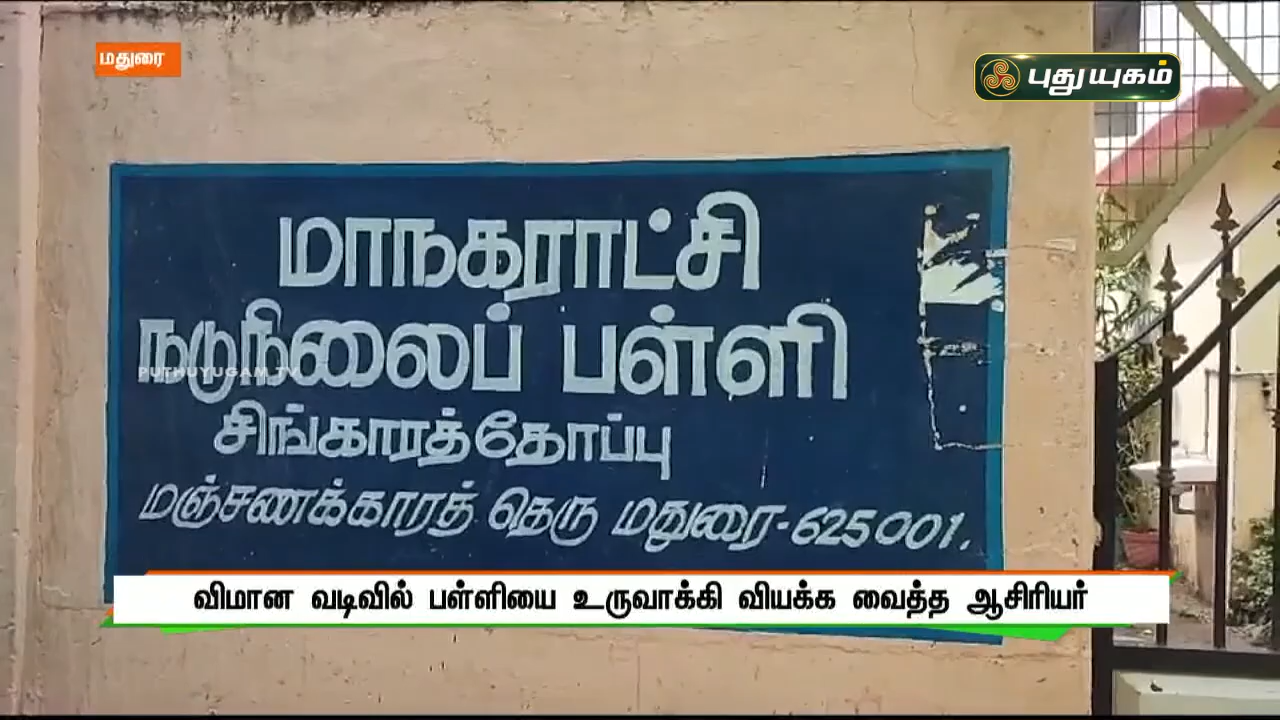 மதுரை
புதுயுகம்
மாநகராட்சி
நடுநிலைப் பள்ளி
PUTHUYUGAM TV
சிங்காரத்தோப்பு
மஞ்சணக்காரத் தெரு மதுரை-625001.
விமான வடிவில் பள்ளியை உருவாக்கி வியக்க வைத்த ஆசிரியர்